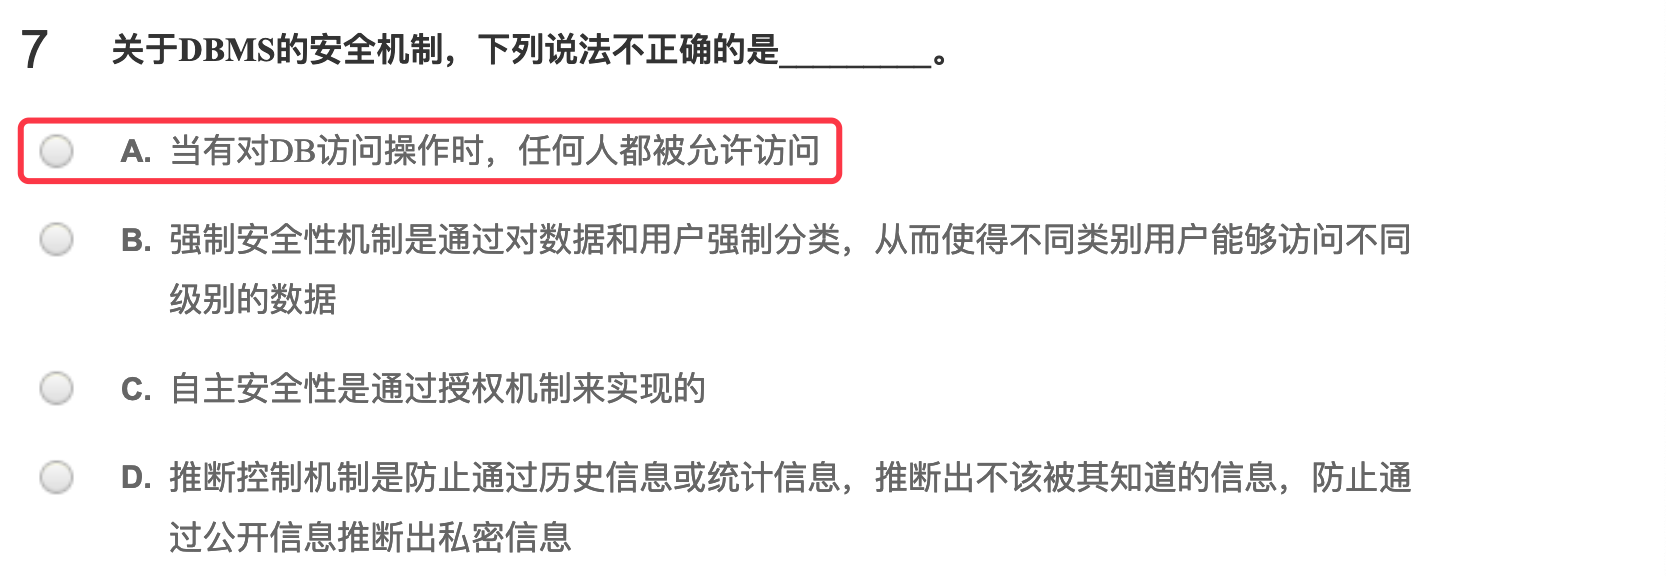 7 关于DBMS的安全机制，下列说法不正确的是_________。
A. 当有对DB访问操作时，任何人都被允许访问
B. 强制安全性机制是通过对数据和用户强制分类，从而使得不同类别用户能够访问不同
级别的数据
C. 自主安全性是通过授权机制来实现的
D. 推断控制机制是防止通过历史信息或统计信息，推断出不该被其知道的信息，防止通
过公开信息推断出私密信息